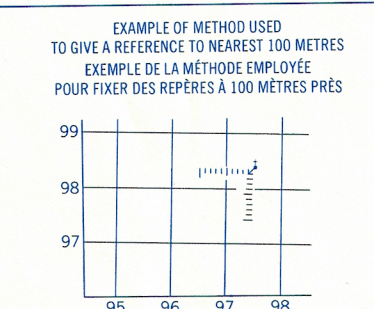 EXAMPLE OF METHOD USED
TO GIVE A REFERENCE TO NEAREST 100 METRES
EXEMPLE DE LA MÉTHODE EMPLOYÉE
POUR FIXER DES REPÈRES À 100 MÈTRES PRÈS
99
98
97
95 96 97 98